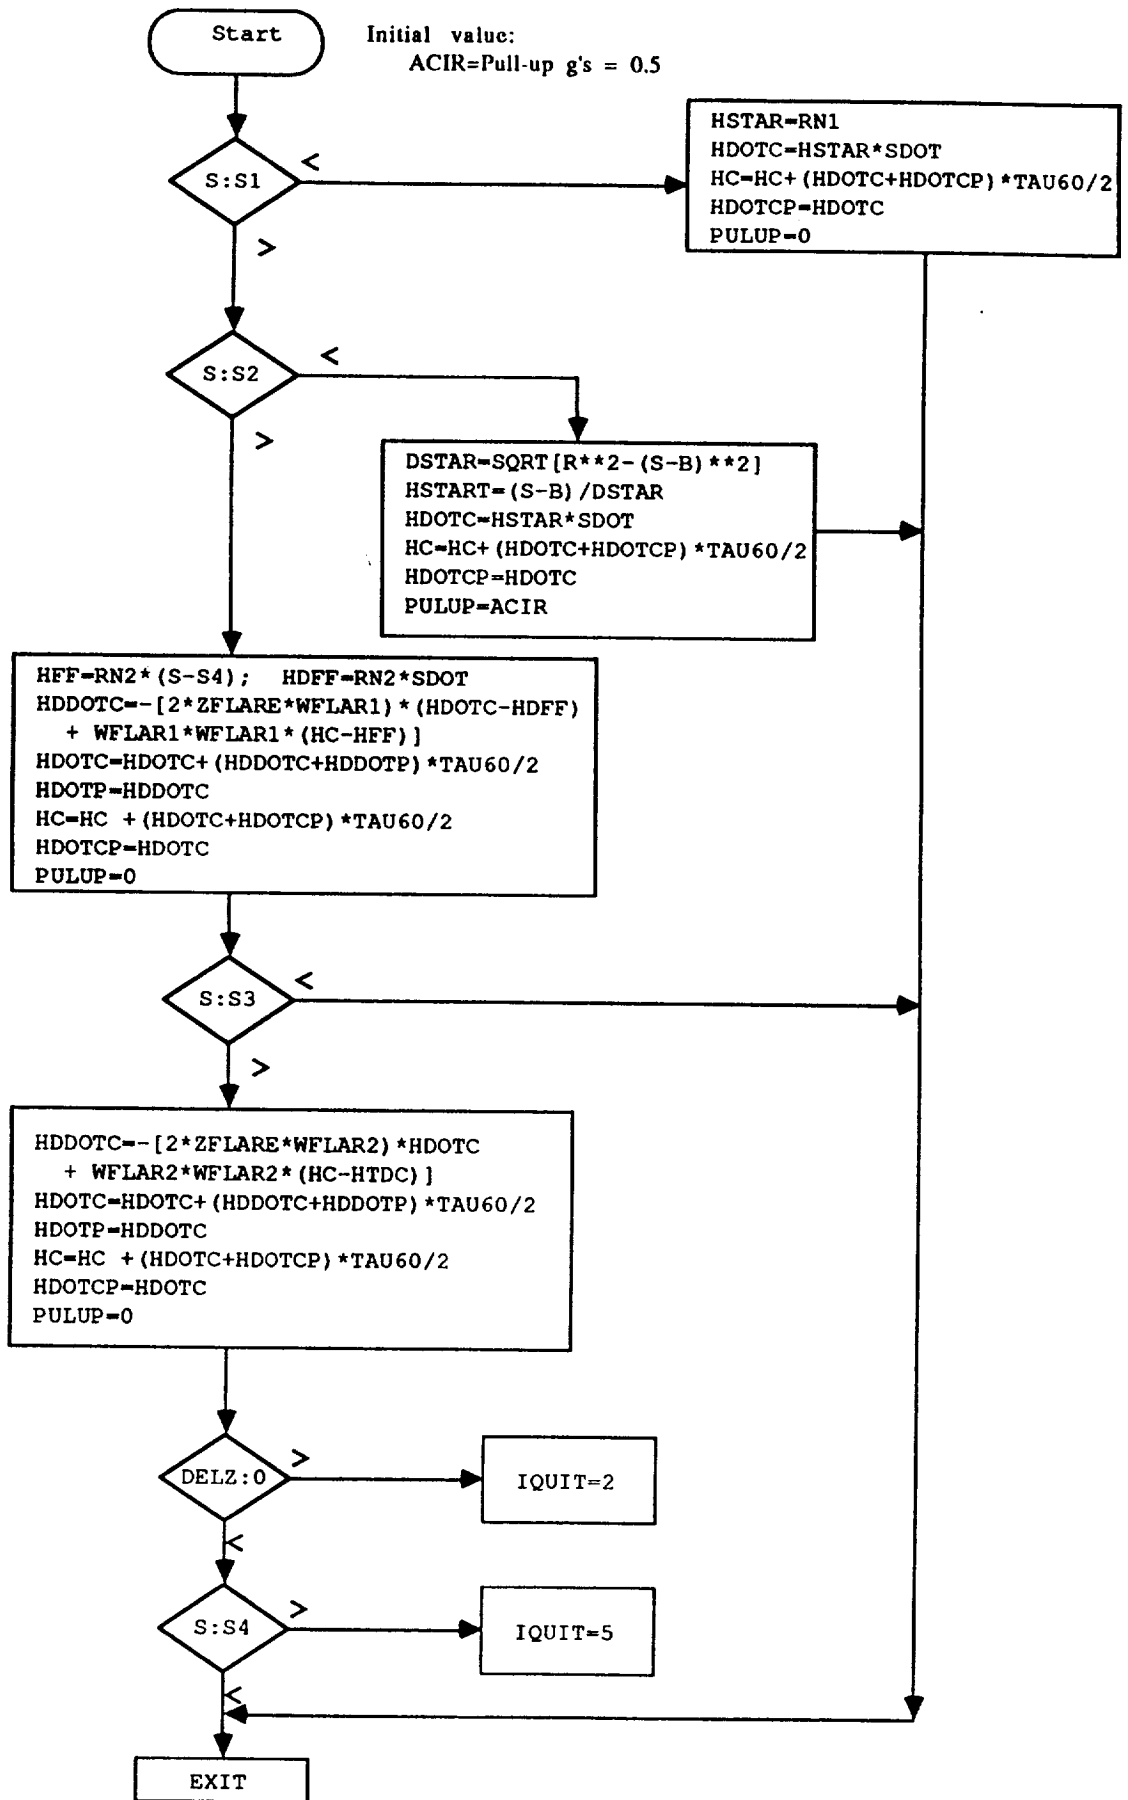 Start
Initial value:
ACIR=Pull-up g's = 0.5
S:S1
<
>
HSTAR=RN1
HDOTC=HSTAR*SDOT
HC=HC+(HDOTC+HDOTCP)*TAU60/2
HDOTCP=HDOTC
PULUP=0
S:S2
<
>
DSTAR=SQRT[R**2-(S-B)**2]
HSTART=(S-B)/DSTAR
HDOTC=HSTAR*SDOT
HC=HC+(HDOTC+HDOTCP)*TAU60/2
HDOTCP=HDOTC
PULUP=ACIR
HFF=RN2*(S-S4); HDFF=RN2*SDOT
HDDOTC=-[2*ZFLARE*WFLAR1)*(HDOTC-HDFF)
+ WFLAR1*WFLAR1*(HC-HFF)]
HDOTC=HDOTC+(HDDOTC+HDDOTP)*TAU60/2
HDOTP=HDDOTC
HC=HC +(HDOTC+HDOTCP)*TAU60/2
HDOTCP=HDOTC
PULUP=0
S:S3
<
>
HDDOTC=-[2*ZFLARE*WFLAR2)*HDOTC
+ WFLAR2*WFLAR2*(HC-HTDC)]
HDOTC=HDOTC+(HDDOTC+HDDOTP)*TAU60/2
HDOTP=HDDOTC
HC=HC +(HDOTC+HDOTCP)*TAU60/2
HDOTCP=HDOTC
PULUP=0
DELZ:0
>
IQUIT=2
<
S:S4
>
IQUIT=5
<
EXIT